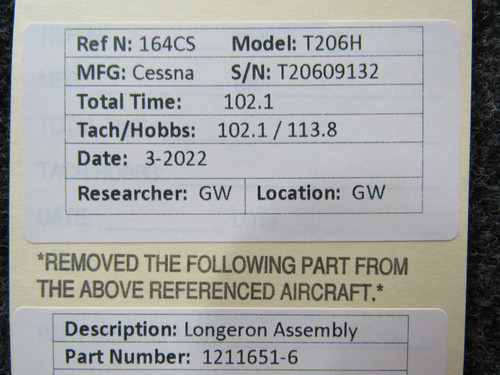 Ref N: 164CS Model: T206H
MFG: Cessna S/N: T20609132
Total Time: 102.1
Tach/Hobbs: 102.1 / 113.8
Date: 3-2022
Researcher: GW Location: GW
*REMOVED THE FOLLOWING PART FROM
THE ABOVE REFERENCED AIRCRAFT.*
Description: Longeron Assembly
Part Number: 1211651-6